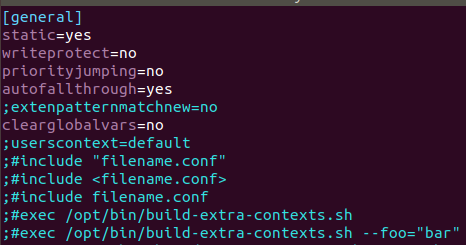 [general]
static=yes
writeprotect=no
priorityjumping=no
autofallthrough=yes
;extenpatternmatchnew=no
clearglobalvars=no
;userscontext=default
;#include "filename.conf"
;#include <filename.conf>
;#include filename.conf
;#exec /opt/bin/build-extra-contexts.sh
;#exec /opt/bin/build-extra-contexts.sh --foo="bar"